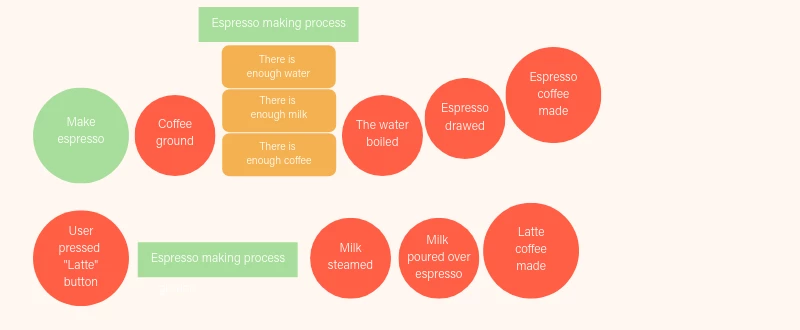 Espresso making process
There is
enough water
There is
enough milk
There is
enough coffee
Make
espresso
Coffee
ground
The water
boiled
Espresso
drawed
Espresso
coffee
made
User
pressed
"Latte"
button
Espresso making process
Milk
steamed
Milk
poured over
espresso
Latte
coffee
made